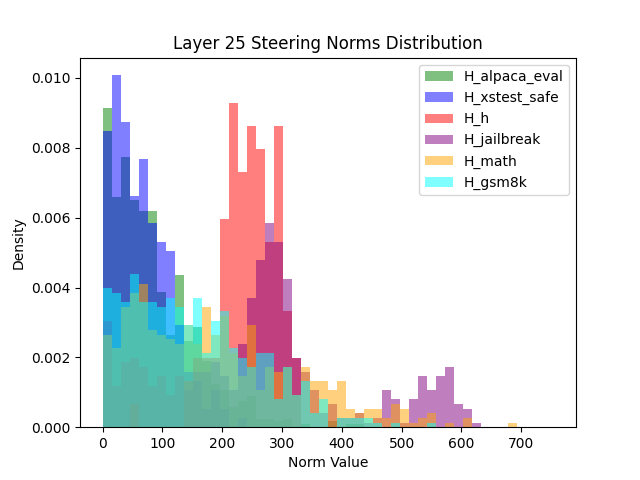 Layer 25 Steering Norms Distribution
H_alpaca_eval
H_xstest_safe
H_h
H_jailbreak
H_math
H_gsm8k
0.010
0.008
0.006
0.004
0.002
0.000
Density
0 100 200 300 400 500 600 700
Norm Value